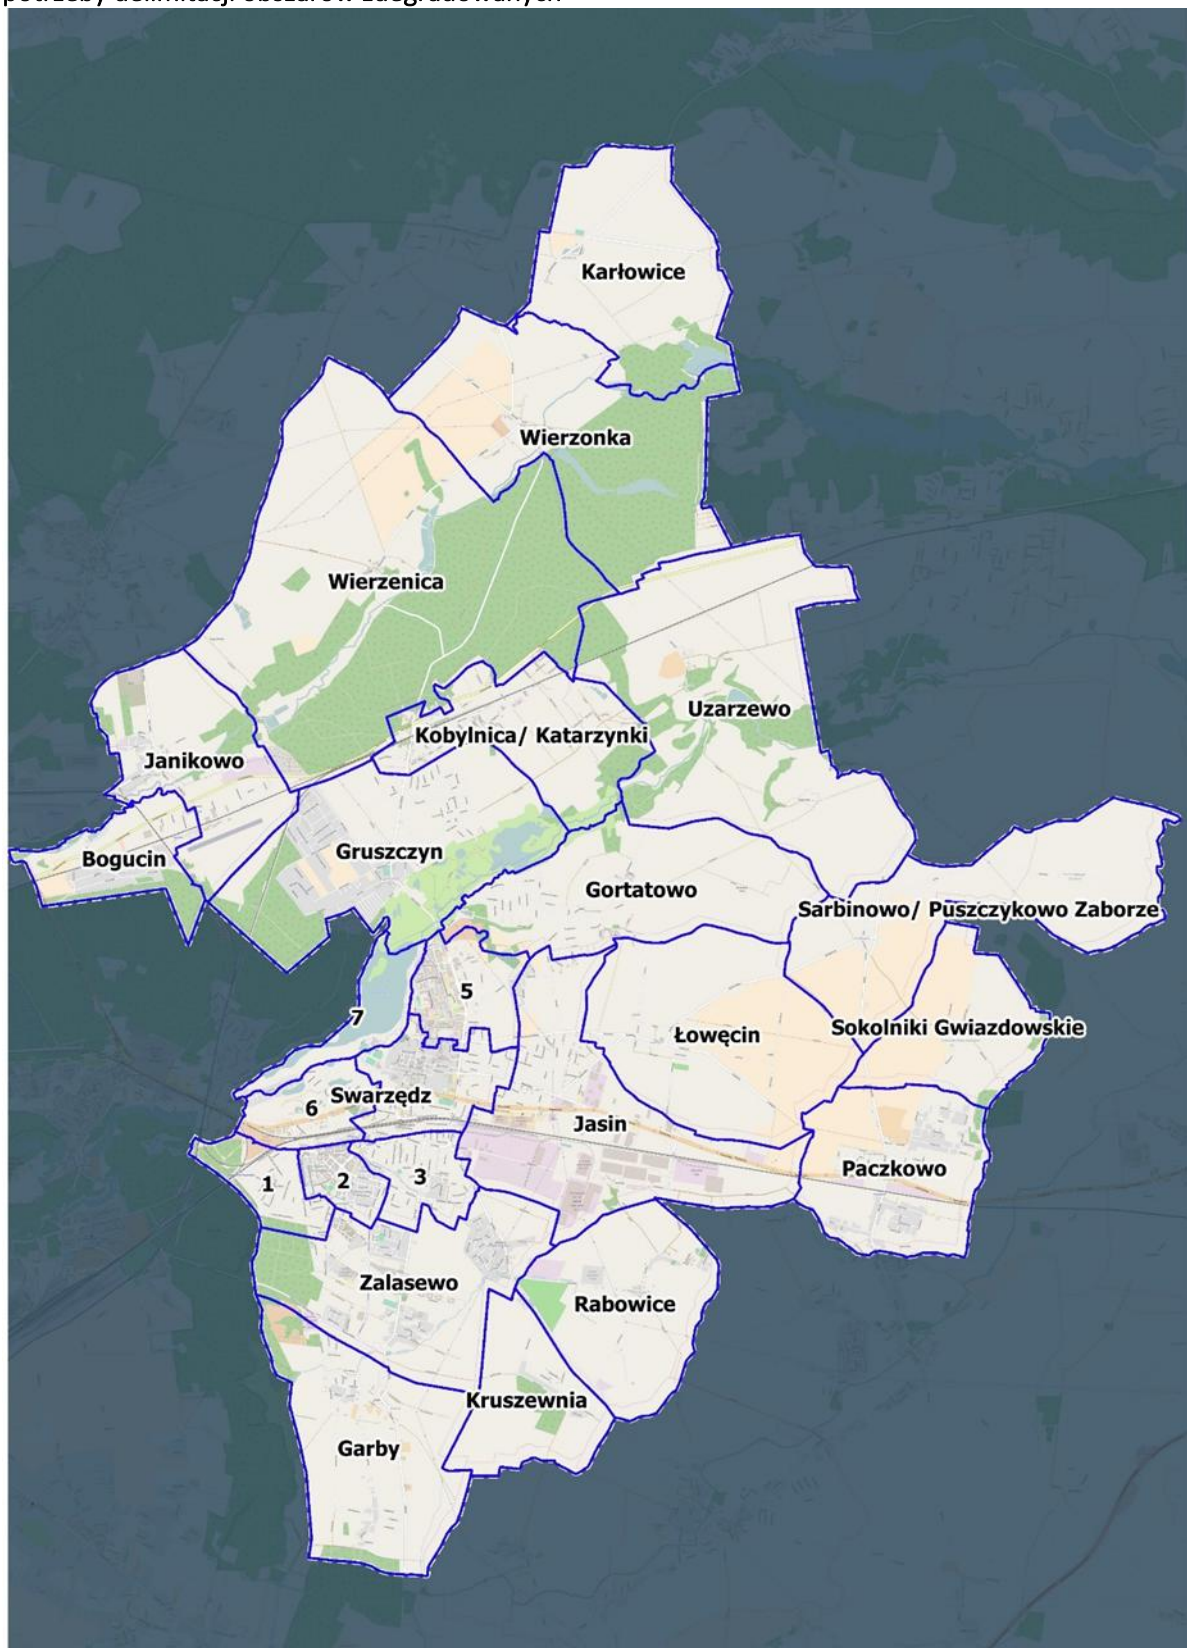 potrzeby delimitacji obszarów zdegradowanych
Karłowice
Wierzonka
Wierzenica
Uzarzewo
Kobylnica/ Katarzynki
Janikowo
Gruszczyn
Bogucin
Gortatowo
Sarbinowo/ Puszczykowo Zaborze
5
7
Sokolniki Gwiazdowskie
Łowęcin
Swarzędz
6
Jasin
Paczkowo
3
2
1
Zalasewo
Rabowice
Kruszewnia
Garby